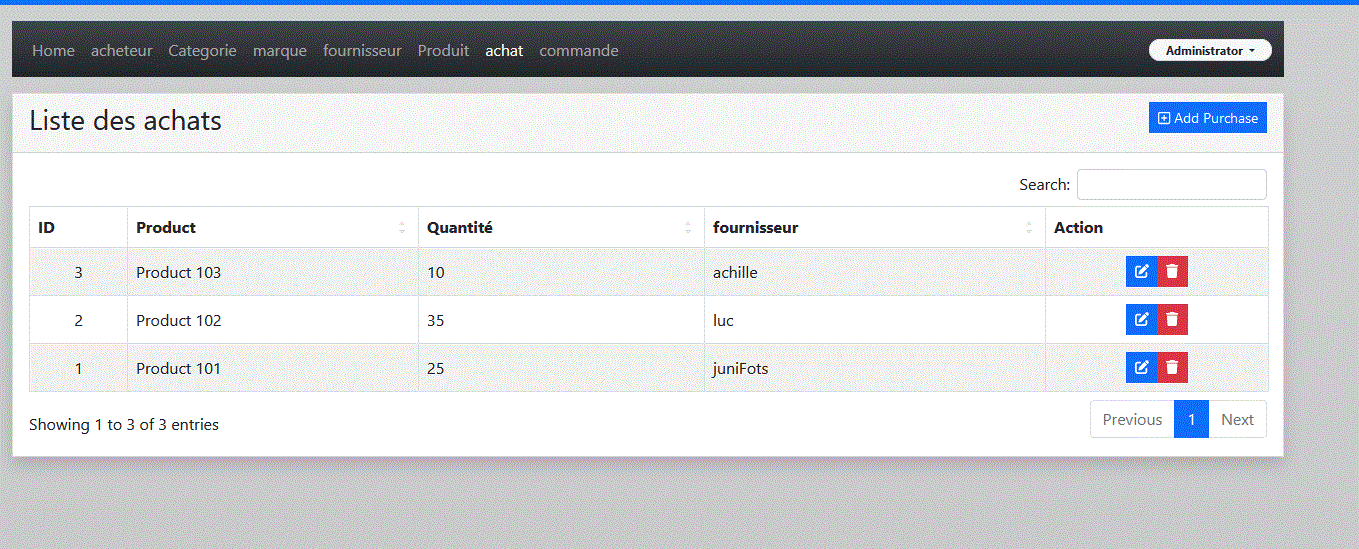 Home acheteur Categorie marque fournisseur Produit achat commande Administrator
Liste des achats Add Purchase
Search:
ID Product Quantité fournisseur Action
3 Product 103 10 achille
2 Product 102 35 luc
1 Product 101 25 juniFots
Showing 1 to 3 of 3 entries Previous 1 Next